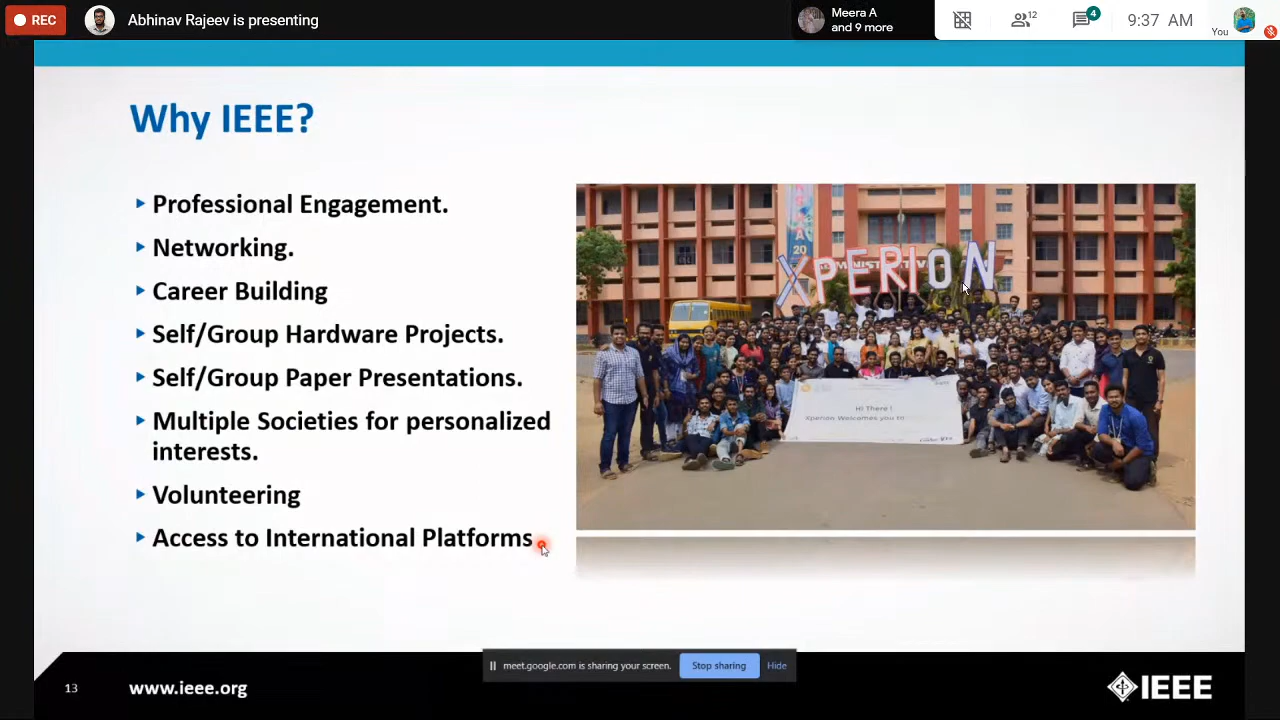 REC
Abhinav Rajeev is presenting
Meera A
and 9 more
12
4
9:37 AM
You
Why IEEE?
Professional Engagement.
Networking.
Career Building
Self/Group Hardware Projects.
Self/Group Paper Presentations.
Multiple Societies for personalized
interests.
Volunteering
Access to International Platforms
20
XPERION
Hi There !
Xperion Welcomes you to
meet.google.com is sharing your screen.
Stop sharing
Hide
13
www.ieee.org
IEEE